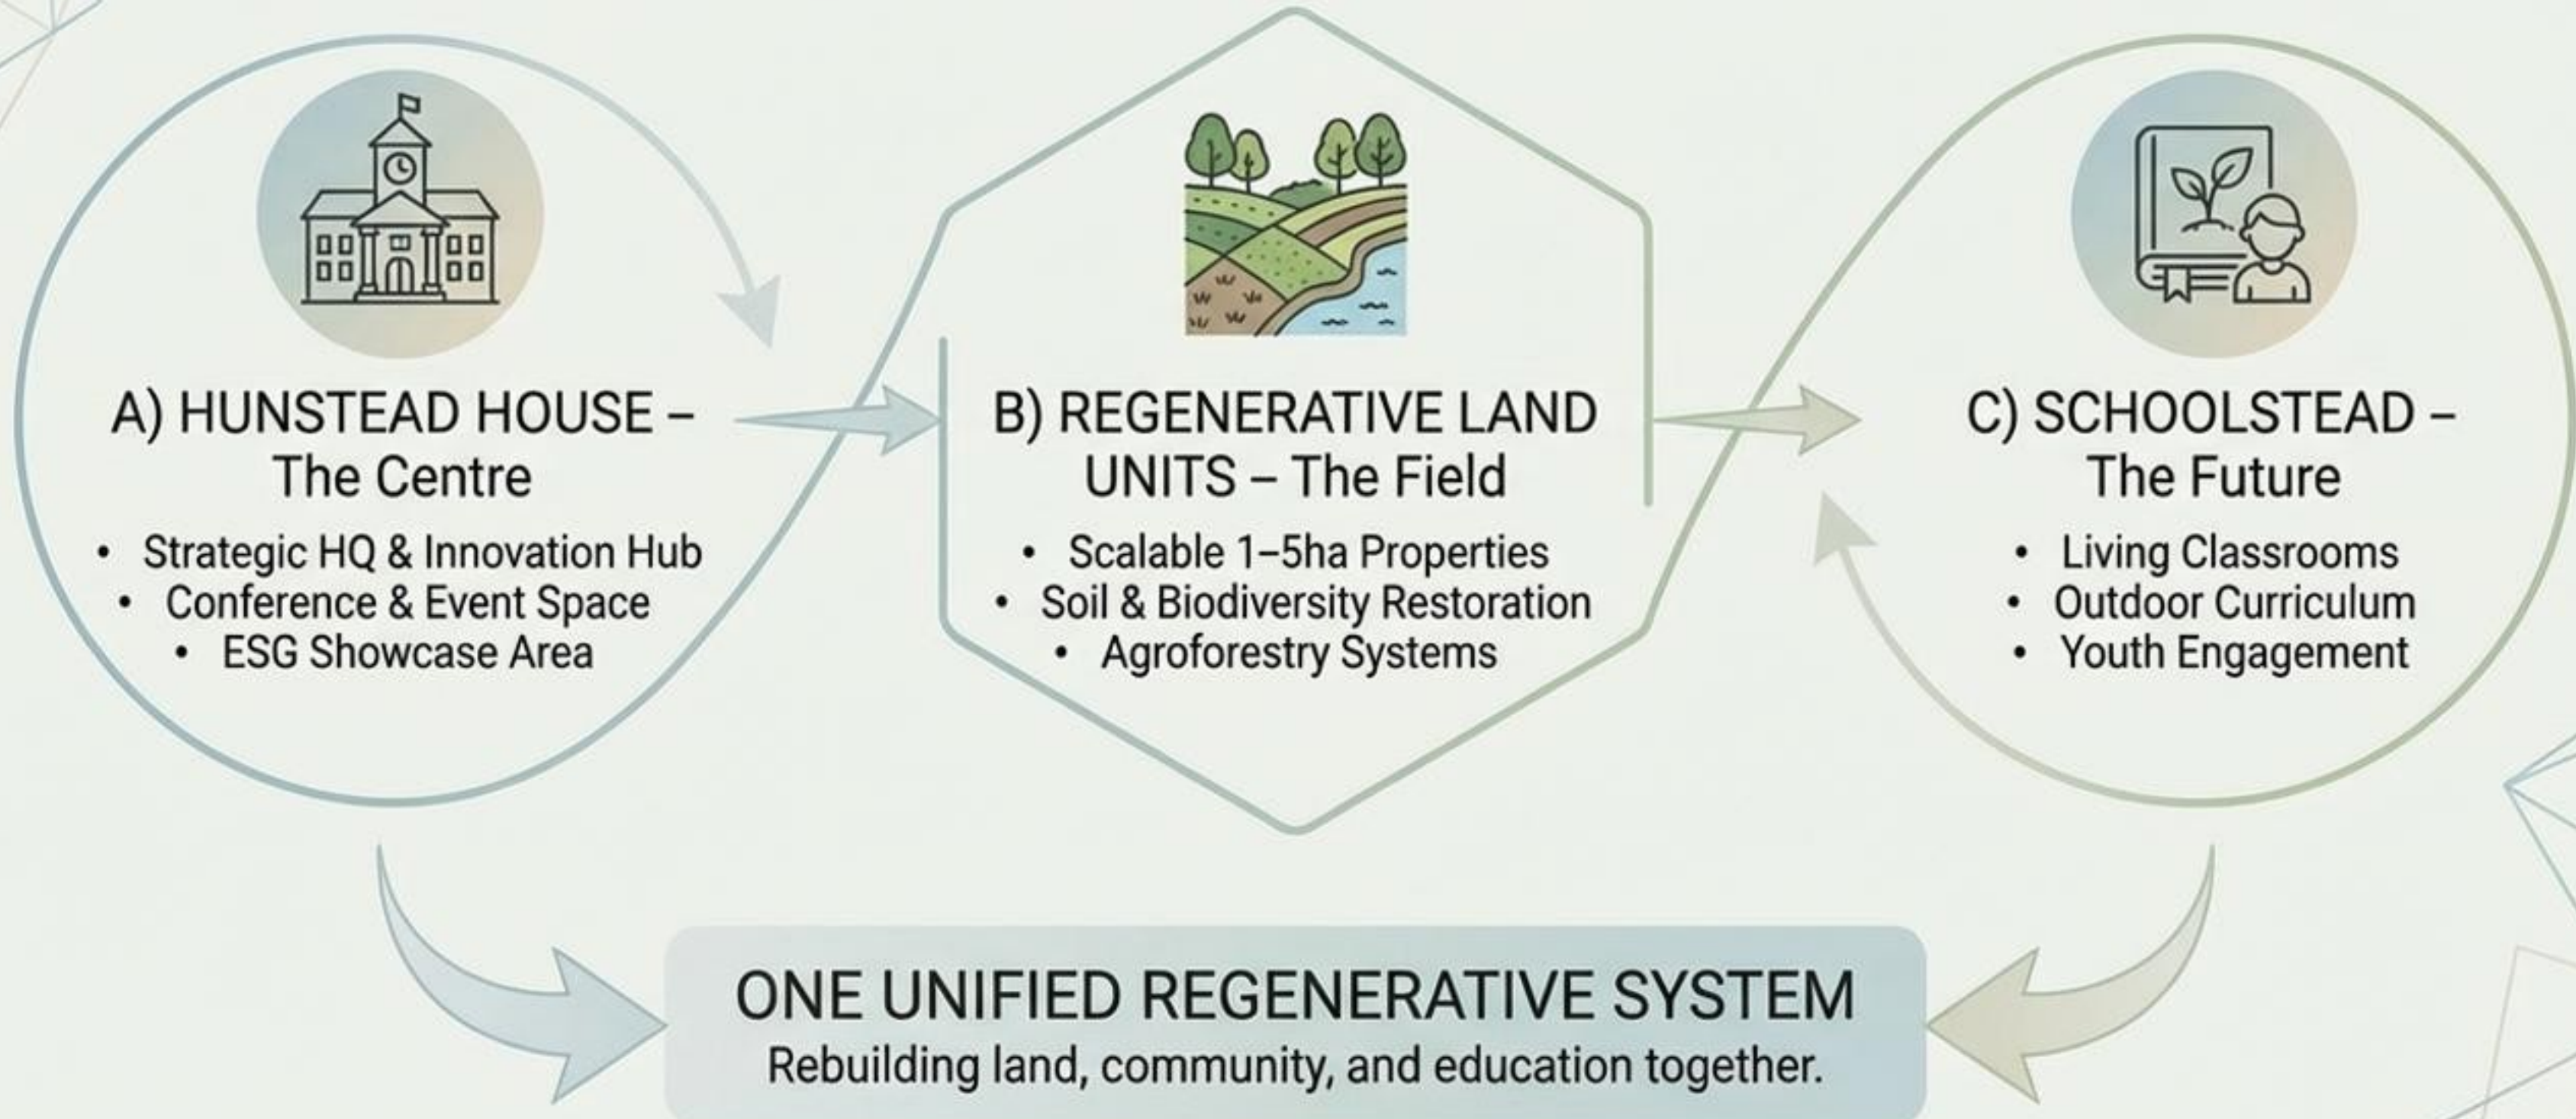 A) HUNSTEAD HOUSE –
The Centre
• Strategic HQ & Innovation Hub
• Conference & Event Space
• ESG Showcase Area
B) REGENERATIVE LAND
UNITS – The Field
• Scalable 1–5ha Properties
• Soil & Biodiversity Restoration
• Agroforestry Systems
C) SCHOOLSTEAD –
The Future
• Living Classrooms
• Outdoor Curriculum
• Youth Engagement
ONE UNIFIED REGENERATIVE SYSTEM
Rebuilding land, community, and education together.